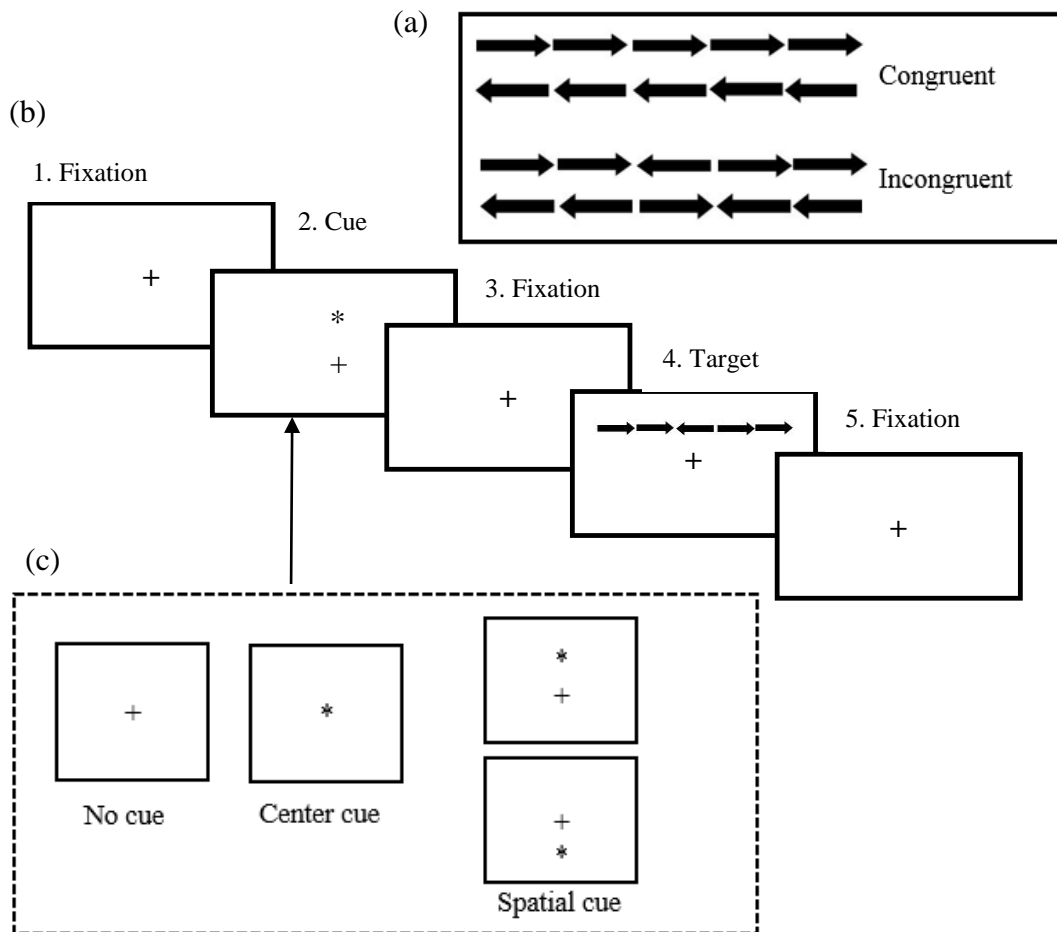 (a)
Congruent
Incongruent
(b)
1. Fixation
2. Cue
*
+
+
3. Fixation
+
4. Target
+
5. Fixation
+
(c)
+
No cue
*
Center cue
*
+
+
*
Spatial cue